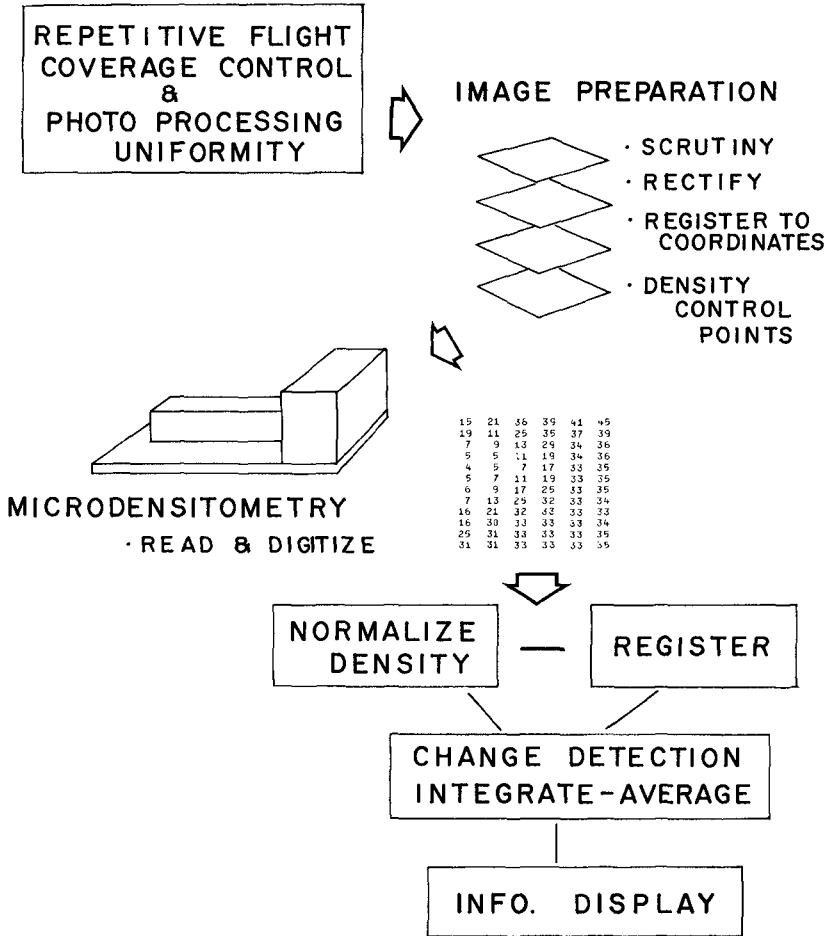 REPETITIVE FLIGHT
COVERAGE CONTROL
&
PHOTO PROCESSING
UNIFORMITY
IMAGE PREPARATION
· SCRUTINY
· RECTIFY
· REGISTER TO
COORDINATES
· DENSITY
CONTROL
POINTS
MICRODENSITOMETRY
· READ & DIGITIZE
15 21 36 39 41 45
19 11 25 35 37 39
7 9 13 29 34 36
5 5 11 19 34 36
4 5 7 17 33 35
5 7 11 19 33 35
6 9 17 25 33 35
7 13 25 32 33 34
16 21 32 33 33 33
16 30 33 33 33 34
25 31 33 33 33 35
31 31 33 33 33 35
NORMALIZE
DENSITY
—
REGISTER
CHANGE DETECTION
INTEGRATE-AVERAGE
INFO. DISPLAY